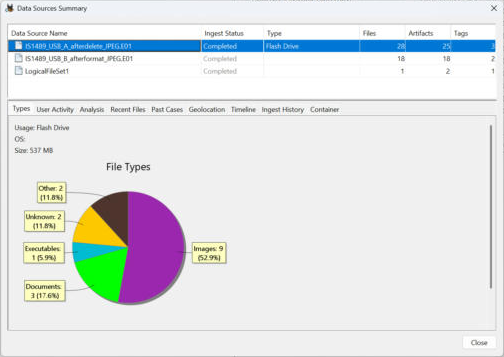 Data Sources Summary
Data Source Name Ingest Status Type Files Artifacts Tags
IS1489_USB_A_afterdelete_JPEG.E01 Completed Flash Drive 28 25 3
IS1489_USB_B_afterformat_JPEG.E01 Completed 18 18 2
LogicalFileSet1 Completed 1 2 1
Types User Activity Analysis Recent Files Past Cases Geolocation Timeline Ingest History Container
Usage: Flash Drive
OS:
Size: 537 MB
File Types
Other: 2
(11.8%)
Unknown: 2
(11.8%)
Executables:
1 (5.9%)
Images: 9
(52.9%)
Documents:
3 (17.6%)
Close